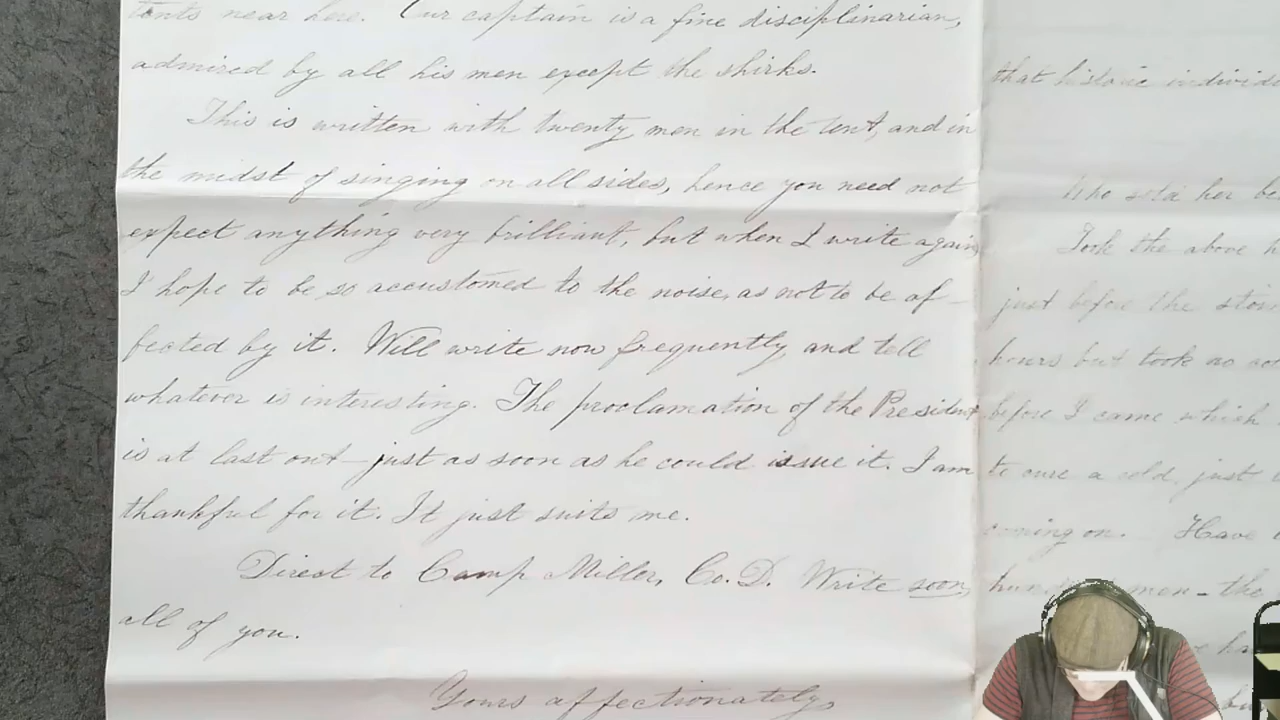 tents near here. Our captain is a fine disciplinarian,
admired by all his men except the shirks.
This is written with twenty men in the tent, and in
the midst of singing on all sides, hence you need not
expect anything very brilliant, but when I write again
I hope to be so accustomed to the noise, as not to be af-
fected by it. Will write now frequently, and tell
whatever is interesting. The proclamation of the President
is at last out—just as soon as he could issue it. I am
thankful for it. It just suits me.
Direct to Camp Miller, Co. D. Write soon,
all of you.
Yours affectionately,
that historic
Who sold her
Took the above
just before the
hours but took no
before I came which
to cure a cold, just
coming on. Have
men - the